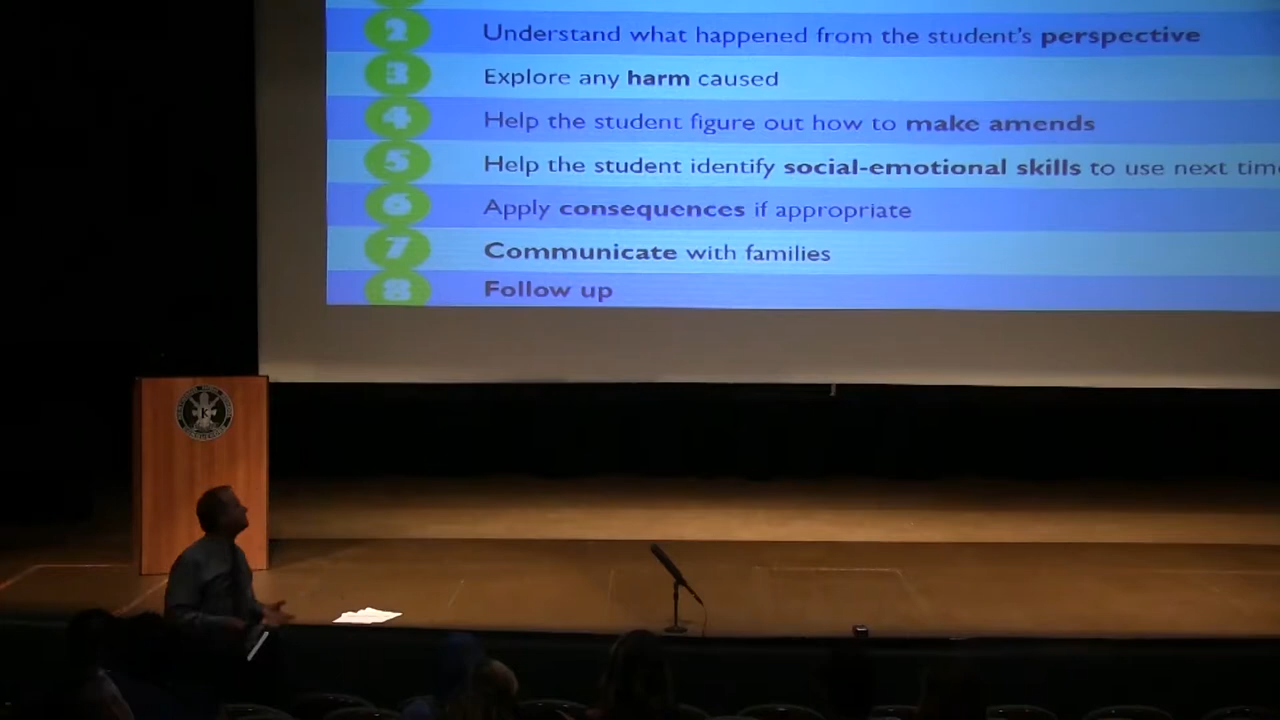 2 Understand what happened from the student's perspective
3 Explore any harm caused
4 Help the student figure out how to make amends
5 Help the student identify social-emotional skills to use next
6 Apply consequences if appropriate
7 Communicate with families
8 Follow up
K